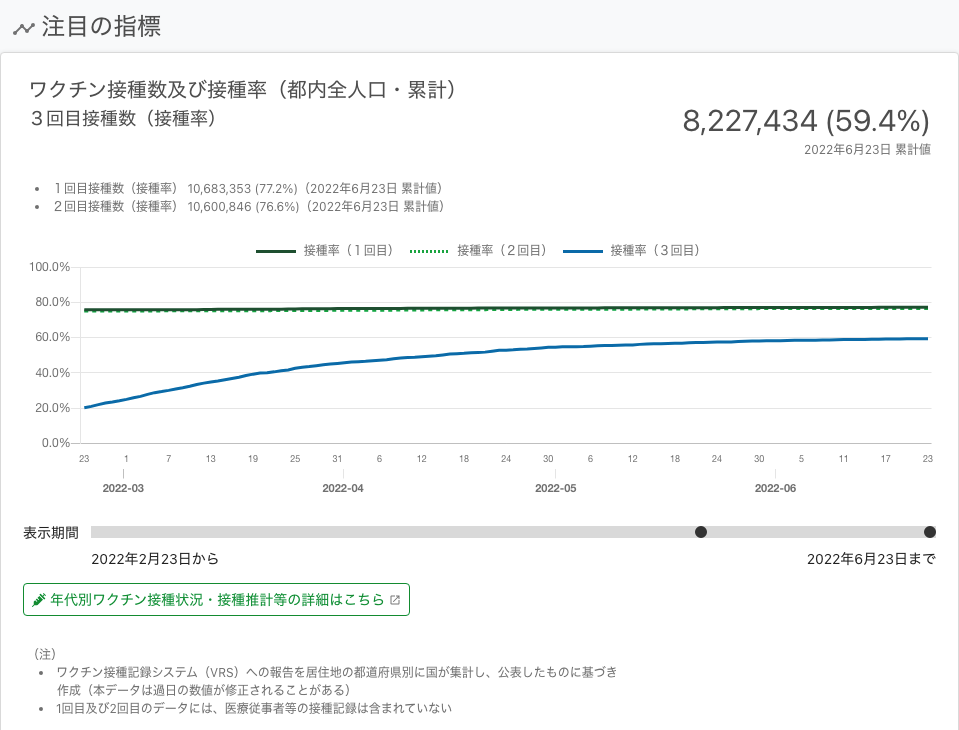 注目の指標
ワクチン接種数及び接種率（都内全人口・累計）
３回目接種数（接種率）
8,227,434 (59.4%)
2022年6月23日 累計値
１回目接種数（接種率） 10,683,353 (77.2%)（2022年6月23日 累計値）
２回目接種数（接種率） 10,600,846 (76.6%)（2022年6月23日 累計値）
接種率（１回目） 接種率（２回目） 接種率（３回目）
100.0%
80.0%
60.0%
40.0%
20.0%
0.0%
23 1 7 13 19 25 31 6 12 18 24 30 6 12 18 24 30 5 11 17 23
2022-03 2022-04 2022-05 2022-06
表示期間
2022年2月23日から 2022年6月23日まで
年代別ワクチン接種状況・接種推計等の詳細はこちら
（注）
ワクチン接種記録システム（VRS）への報告を居住地の都道府県別に国が集計し、公表したものに基づき
作成（本データは過日の数値が修正されることがある）
1回目及び2回目のデータには、医療従事者等の接種記録は含まれていない